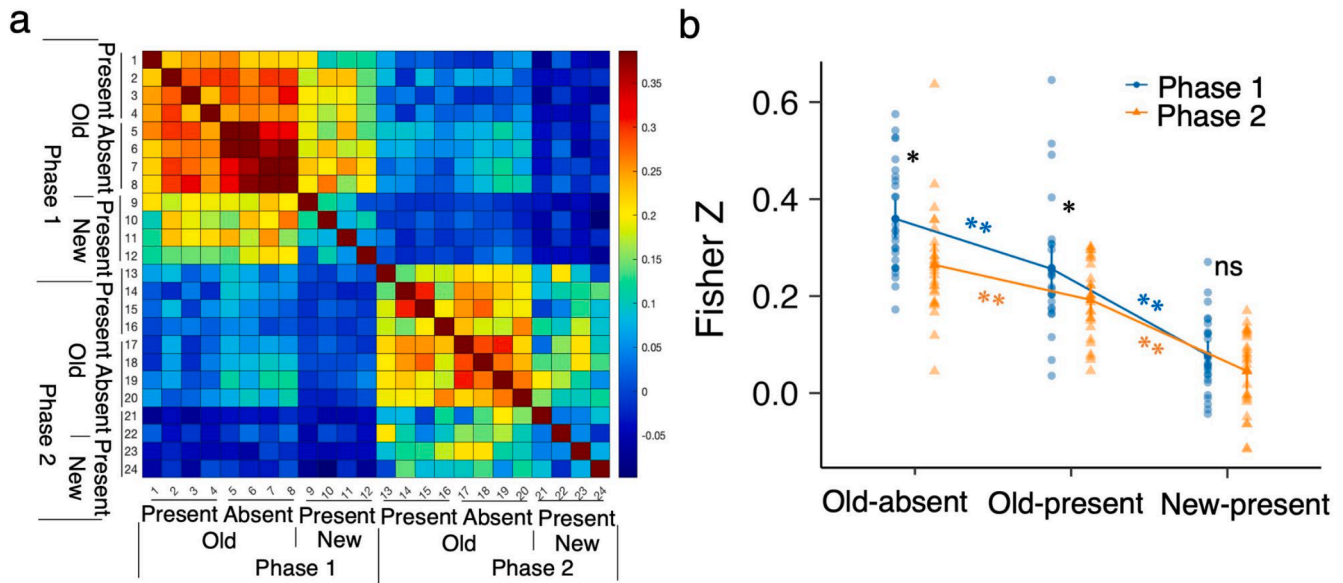 a
Present
Absent
Present
Present
Absent
Present
Old
New
Old
New
Phase 1
Phase 2
1
2
3
4
5
6
7
8
9
10
11
12
13
14
15
16
17
18
19
20
21
22
23
24
1 2 3 4 5 6 7 8 9 10 11 12 13 14 15 16 17 18 19 20 21 22 23 24
Present Absent Present Present Absent Present
Old New Old New
Phase 1 Phase 2
0.35
0.3
0.25
0.2
0.15
0.1
0.05
0
-0.05
b
Fisher Z
0.6
0.4
0.2
0.0
Phase 1
Phase 2
*
**
*
**
**
**
ns
Old-absent Old-present New-present